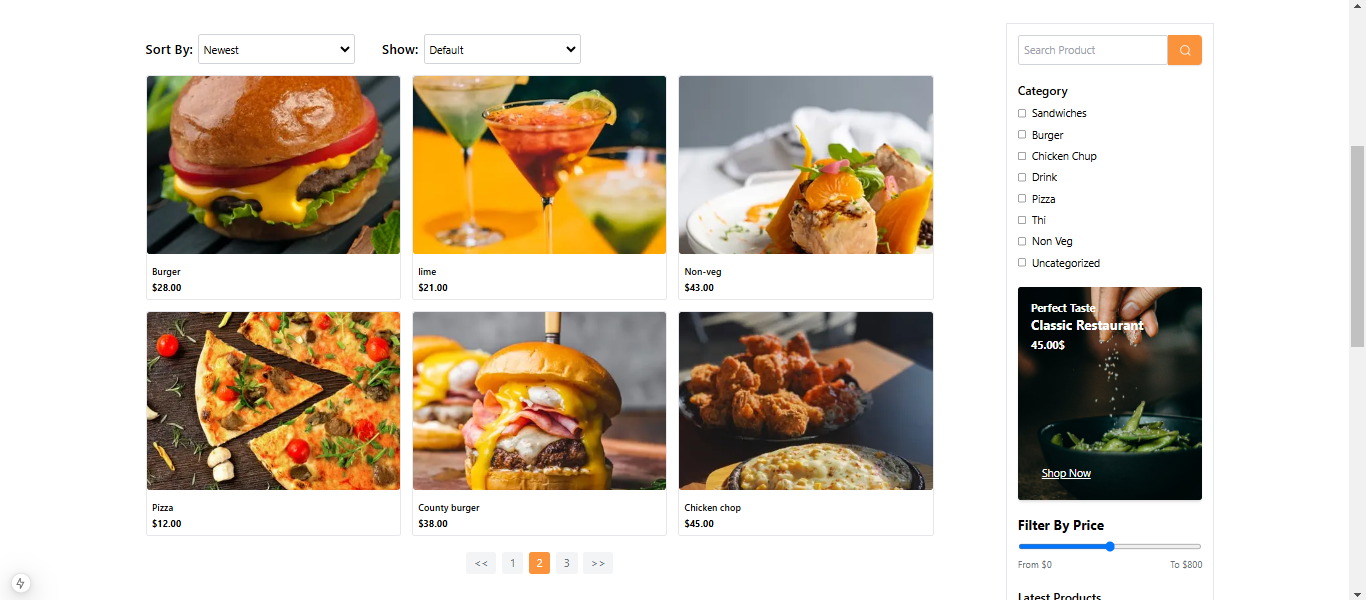 Sort By: Newest Show: Default
Burger
$28.00
lime
$21.00
Non-veg
$43.00
Pizza
$12.00
County burger
$38.00
Chicken chop
$45.00
<< 1 2 3 >>
Search Product
Category
Sandwiches
Burger
Chicken Chup
Drink
Pizza
Thi
Non Veg
Uncategorized
Perfect Taste
Classic Restaurant
45.00$
Shop Now
Filter By Price
From $0 To $800
Latest Products